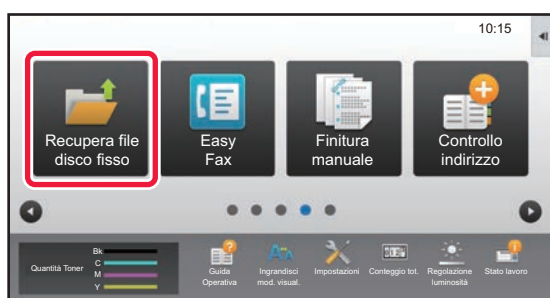 10:15
Recupera file
disco fisso
Easy
Fax
Finitura
manuale
Controllo
indirizzo
Quantità Toner
Bk
C
M
Y
Guida
Operativa
Ingrandisci
mod. visual.
Impostazioni
Conteggio tot.
Regolazione
luminosità
Stato lavoro